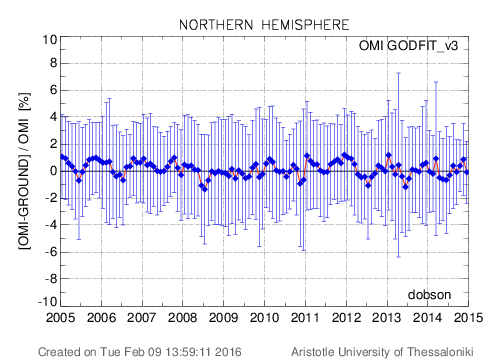 NORTHERN HEMISPHERE
OMI GODFIT_v3
[OMI-GROUND] / OMI [%]
10
8
6
4
2
0
-2
-4
-6
-8
-10
dobson
2005 2006 2007 2008 2009 2010 2011 2012 2013 2014 2015
Created on Tue Feb 09 13:59:11 2016 Aristotle University of Thessaloniki